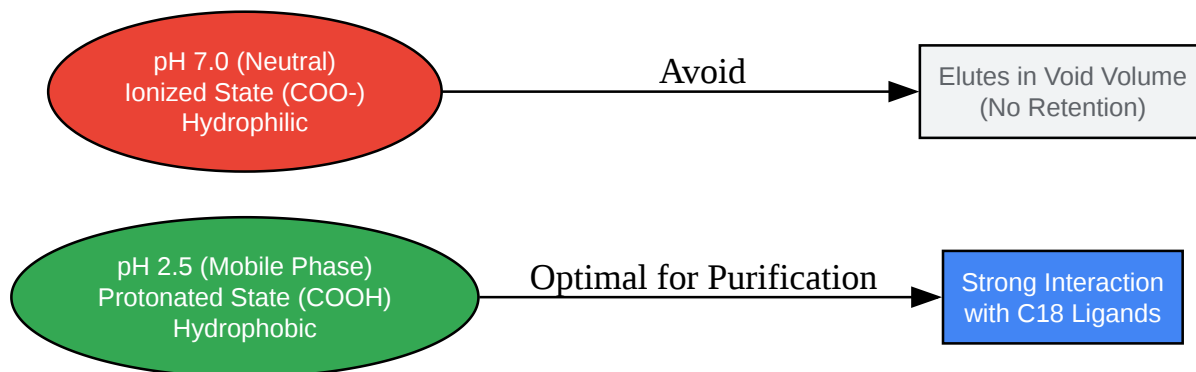 pH 7.0 (Neutral)
Ionized State (COO-)
Hydrophilic
Avoid
Elutes in Void Volume
(No Retention)
pH 2.5 (Mobile Phase)
Protonated State (COOH)
Hydrophobic
Optimal for Purification
Strong Interaction
with C18 Ligands